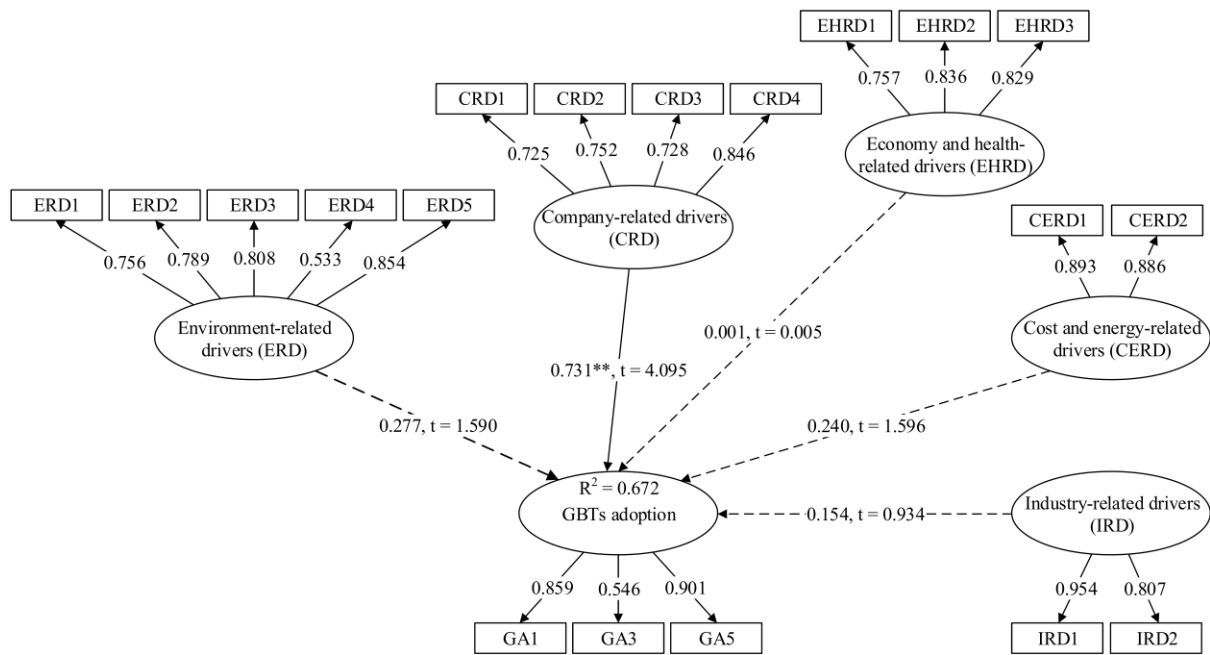 EHRD1 EHRD2 EHRD3
0.757 0.836 0.829
Economy and health-
related drivers (EHRD)
CRD1 CRD2 CRD3 CRD4
0.725 0.752 0.728 0.846
Company-related drivers
(CRD)
ERD1 ERD2 ERD3 ERD4 ERD5
0.756 0.789 0.808 0.533 0.854
Environment-related
drivers (ERD)
CERD1 CERD2
0.893 0.886
Cost and energy-related
drivers (CERD)
0.001, t = 0.005
0.731**, t = 4.095
0.277, t = 1.590
0.240, t = 1.596
R² = 0.672
GBTs adoption
0.154, t = 0.934
Industry-related drivers
(IRD)
0.859 0.546 0.901
GA1 GA3 GA5
0.954 0.807
IRD1 IRD2